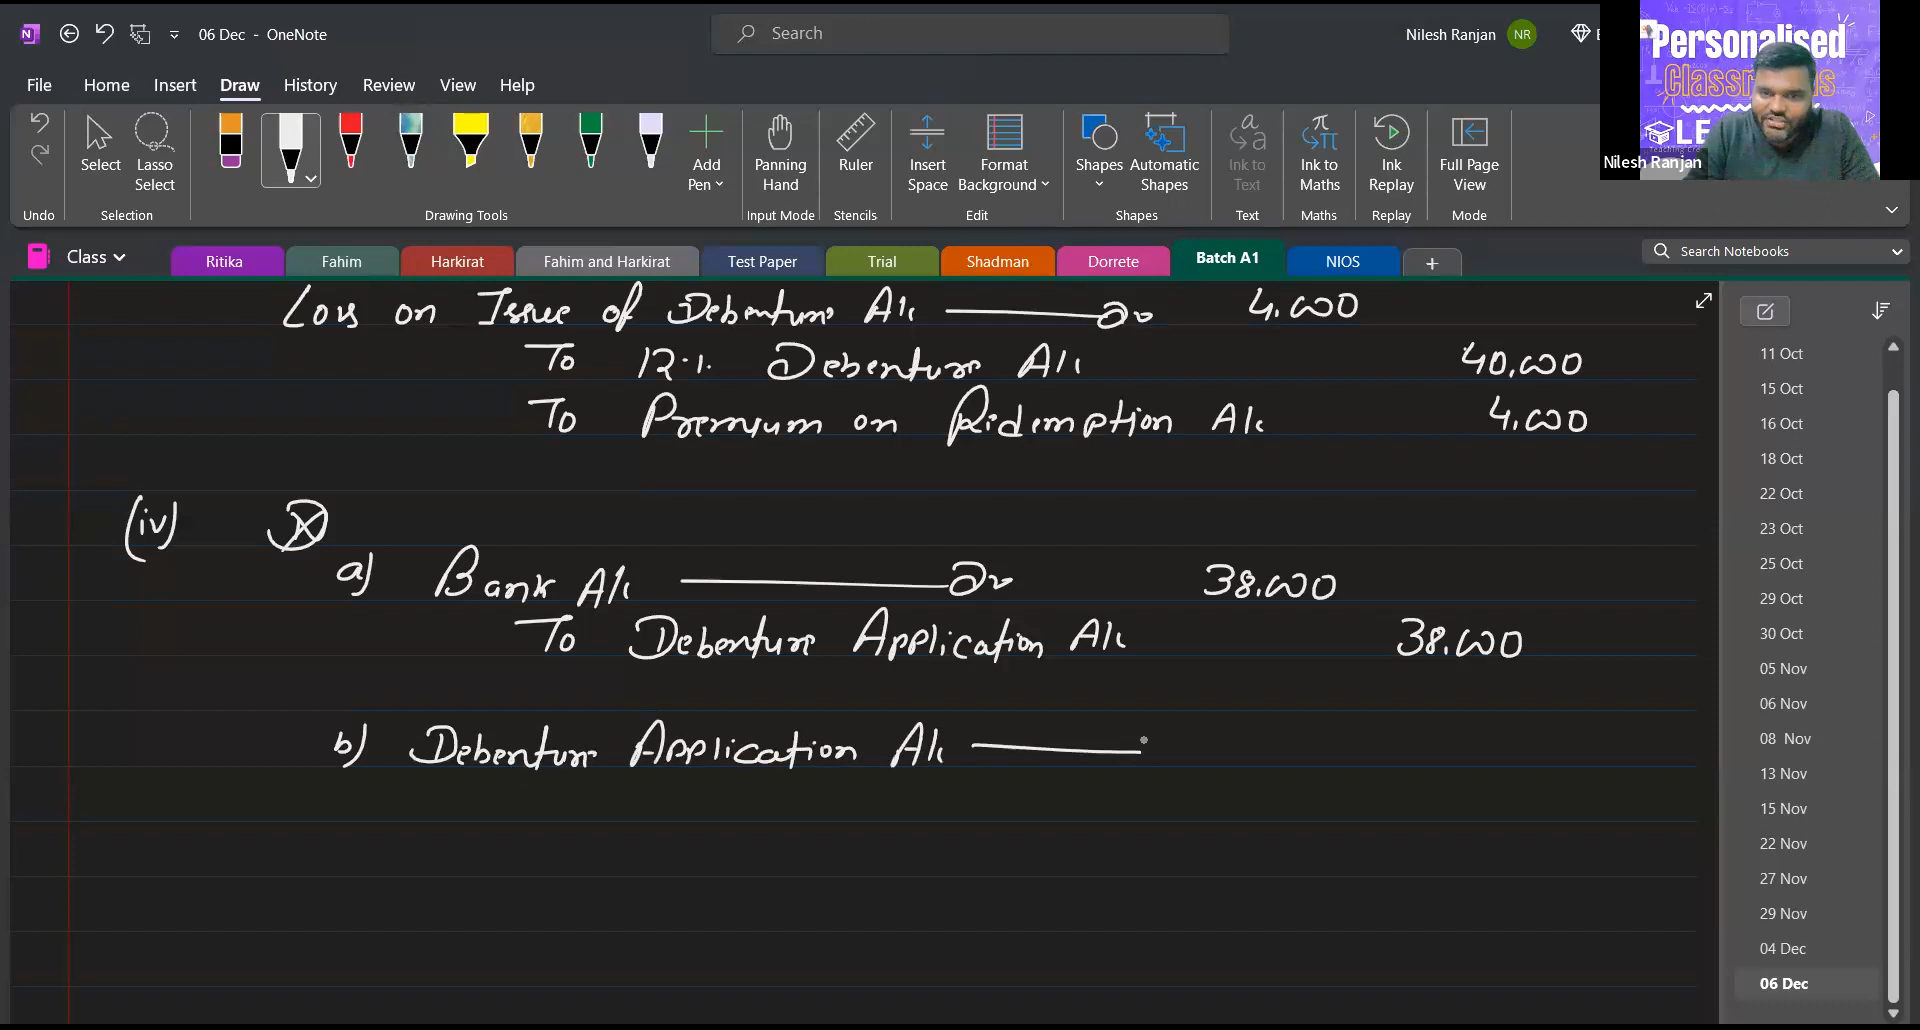 06 Dec - OneNote
Search
Nilesh Ranjan
NR
Personalised
Classrooms
LE
Nilesh Ranjan
File Home Insert Draw History Review View Help
Select
Lasso Select
Add Pen
Panning Hand
Ruler
Insert Space
Format Background
Shapes
Automatic Shapes
Ink to Text
Ink to Maths
Ink Replay
Full Page View
Undo Selection Drawing Tools Input Mode Stencils Edit Shapes Text Maths Replay Mode
Class
Ritika Fahim Harkirat Fahim and Harkirat Test Paper Trial Shadman Dorrete Batch A1 NIOS +
Search Notebooks
Loss on Issue of Debenture A/c Dr 4,000
To 12% Debenture A/c 40,000
To Premium on Ridemption A/c 4,000
(iv)
a) Bank A/c Dr 38,000
To Debenture Application A/c 38,000
b) Debenture Application A/c
11 Oct
15 Oct
16 Oct
18 Oct
22 Oct
23 Oct
25 Oct
29 Oct
30 Oct
05 Nov
06 Nov
08 Nov
13 Nov
15 Nov
22 Nov
27 Nov
29 Nov
04 Dec
06 Dec